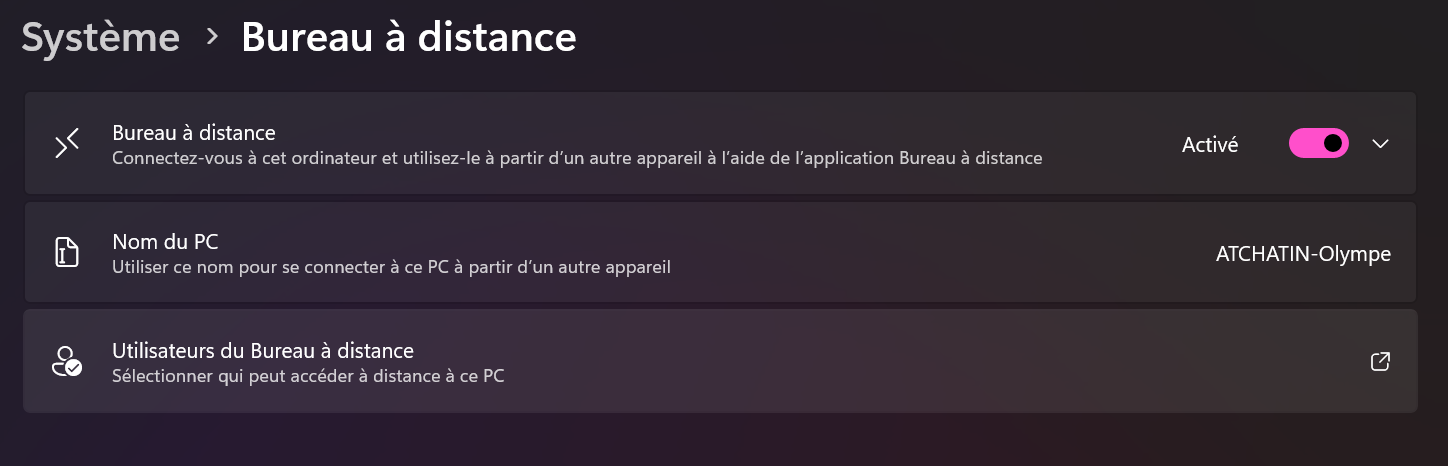 Système > Bureau à distance
Bureau à distance
Connectez-vous à cet ordinateur et utilisez-le à partir d’un autre appareil à l’aide de l’application Bureau à distance
Activé
Nom du PC
Utiliser ce nom pour se connecter à ce PC à partir d’un autre appareil
ATCHATIN-Olympe
Utilisateurs du Bureau à distance
Sélectionner qui peut accéder à distance à ce PC